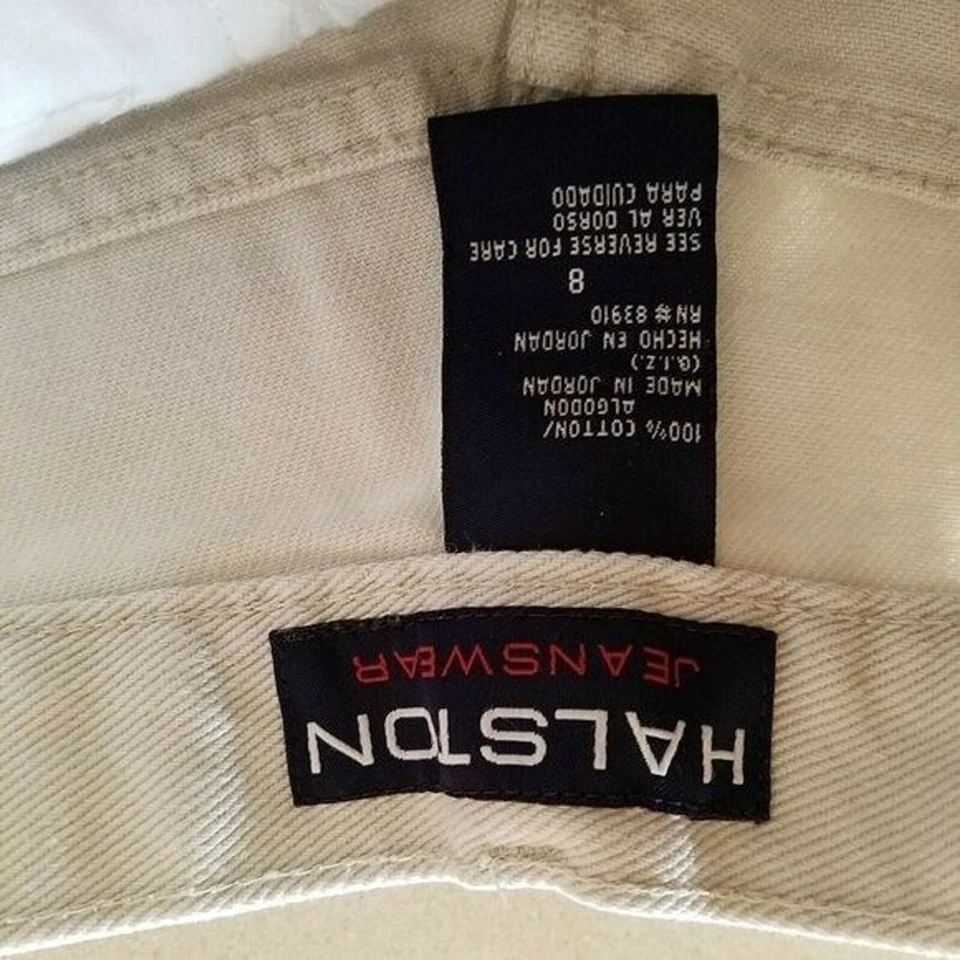 HALSTON
JEANSWEAR
100% COTTON/
ALGODON
MADE IN JORDAN
(Q.I.Z.)
HECHO EN JORDAN
RN# 83910
8
SEE REVERSE FOR CARE
VER AL DORSO
PARA CUIDADO